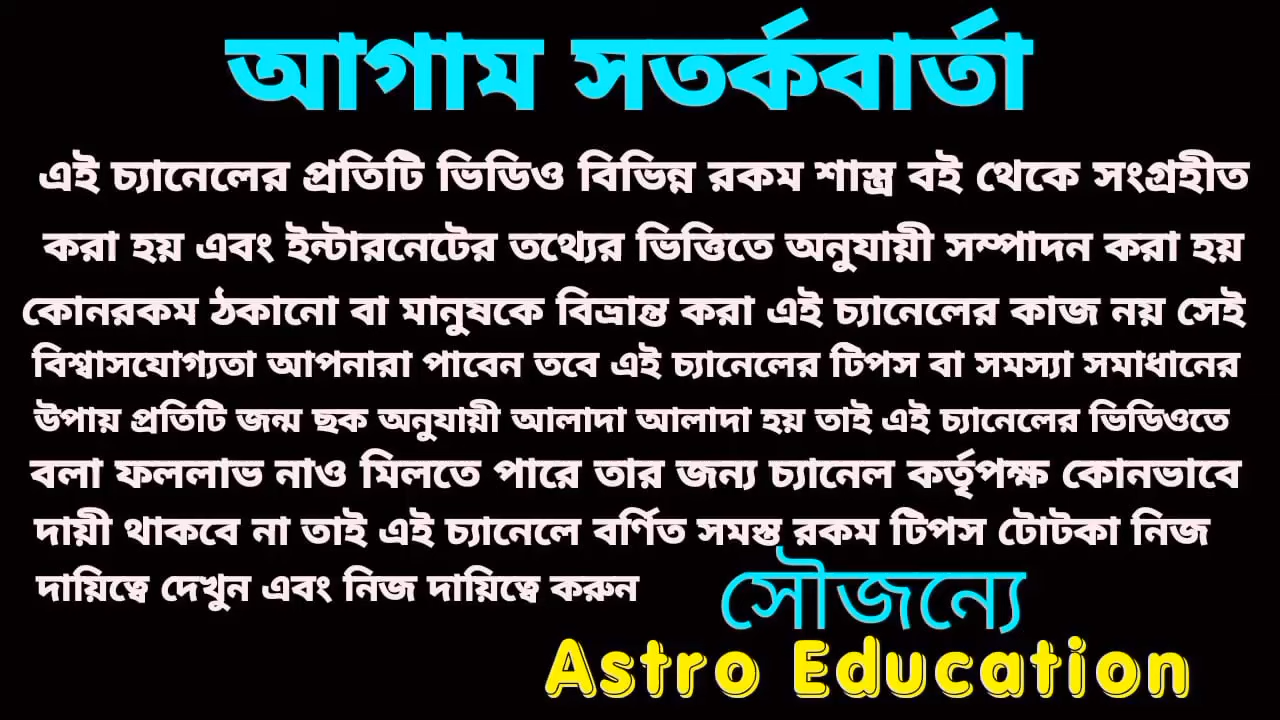 আগাম সতর্কবার্তা
এই চ্যানেলের প্রতিটি ভিডিও বিভিন্ন রকম শাস্ত্র বই থেকে সংগ্রহীত
করা হয় এবং ইন্টারনেটের তথ্যের ভিত্তিতে অনুযায়ী সম্পাদন করা হয়
কোনরকম ঠকানো বা মানুষকে বিভ্রান্ত করা এই চ্যানেলের কাজ নয় সেই
বিশ্বাসযোগ্যতা আপনারা পাবেন তবে এই চ্যানেলের টিপস বা সমস্যা সমাধানের
উপায় প্রতিটি জন্ম ছক অনুযায়ী আলাদা আলাদা হয় তাই এই চ্যানেলের ভিডিওতে
বলা ফললাভ নাও মিলতে পারে তার জন্য চ্যানেল কর্তৃপক্ষ কোনভাবে
দায়ী থাকবে না তাই এই চ্যানেলে বর্ণিত সমস্ত রকম টিপস টোটকা নিজ
দায়িত্বে দেখুন এবং নিজ দায়িত্বে করুন
সৌজন্যে
Astro Education